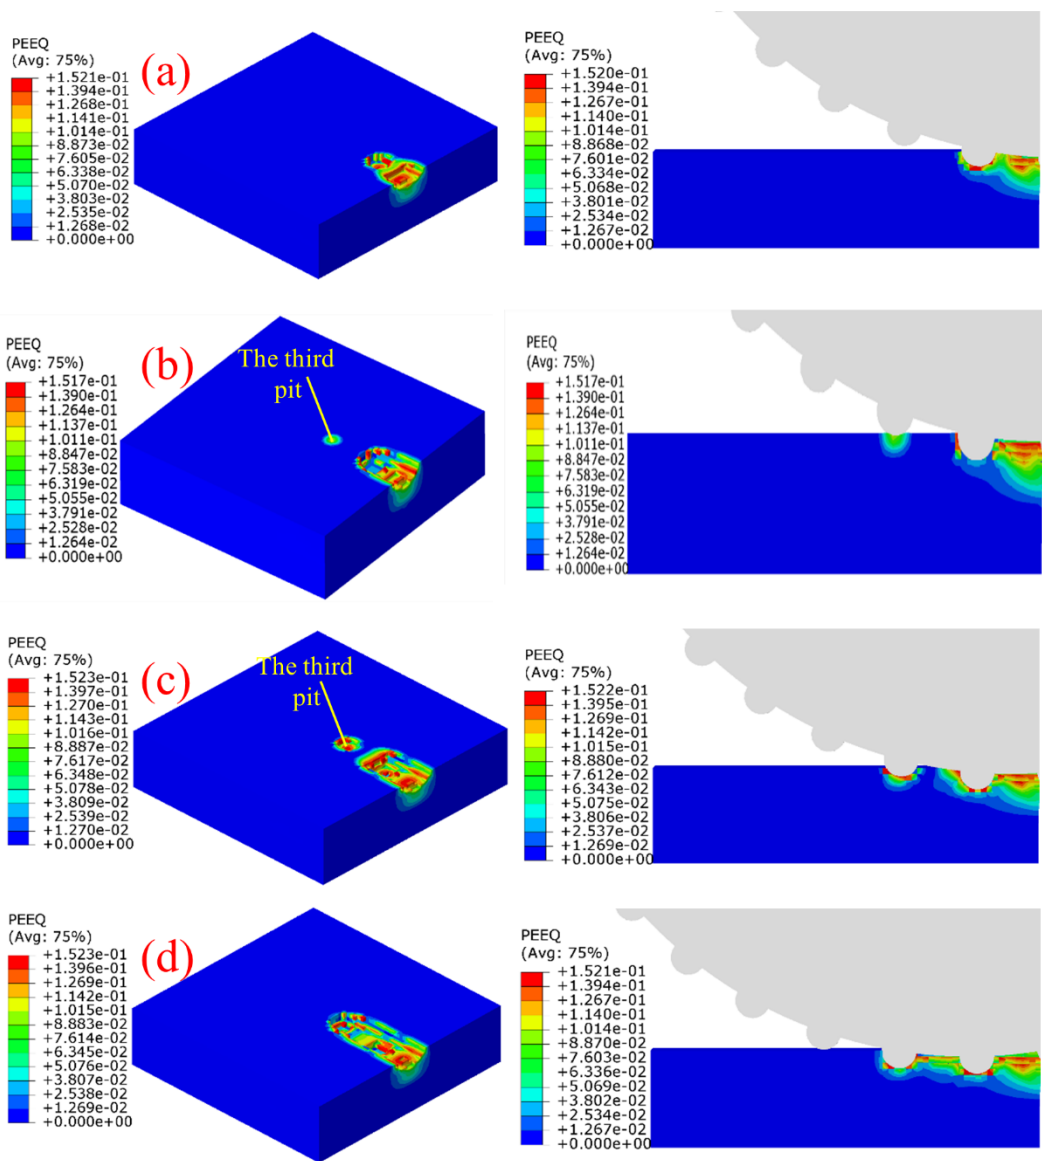 PEEQ
(Avg: 75%)
+1.521e-01
+1.394e-01
+1.268e-01
+1.141e-01
+1.014e-01
+8.873e-02
+7.605e-02
+6.338e-02
+5.070e-02
+3.803e-02
+2.535e-02
+1.268e-02
+0.000e+00
(a)
PEEQ
(Avg: 75%)
+1.520e-01
+1.394e-01
+1.267e-01
+1.140e-01
+1.014e-01
+8.868e-02
+7.601e-02
+6.334e-02
+5.068e-02
+3.801e-02
+2.534e-02
+1.267e-02
+0.000e+00
PEEQ
(Avg: 75%)
+1.517e-01
+1.390e-01
+1.264e-01
+1.137e-01
+1.011e-01
+8.847e-02
+7.583e-02
+6.319e-02
+5.055e-02
+3.791e-02
+2.528e-02
+1.264e-02
+0.000e+00
(b)
The third
pit
PEEQ
(Avg: 75%)
+1.517e-01
+1.390e-01
+1.264e-01
+1.137e-01
+1.011e-01
+8.847e-02
+7.583e-02
+6.319e-02
+5.055e-02
+3.791e-02
+2.528e-02
+1.264e-02
+0.000e+00
PEEQ
(Avg: 75%)
+1.523e-01
+1.397e-01
+1.270e-01
+1.143e-01
+1.016e-01
+8.887e-02
+7.617e-02
+6.348e-02
+5.078e-02
+3.809e-02
+2.539e-02
+1.270e-02
+0.000e+00
(c)
The third
pit
PEEQ
(Avg: 75%)
+1.522e-01
+1.395e-01
+1.269e-01
+1.142e-01
+1.015e-01
+8.880e-02
+7.612e-02
+6.343e-02
+5.075e-02
+3.806e-02
+2.537e-02
+1.269e-02
+0.000e+00
PEEQ
(Avg: 75%)
+1.523e-01
+1.396e-01
+1.269e-01
+1.142e-01
+1.015e-01
+8.883e-02
+7.614e-02
+6.345e-02
+5.076e-02
+3.807e-02
+2.538e-02
+1.269e-02
+0.000e+00
(d)
PEEQ
(Avg: 75%)
+1.521e-01
+1.394e-01
+1.267e-01
+1.140e-01
+1.014e-01
+8.870e-02
+7.603e-02
+6.336e-02
+5.069e-02
+3.802e-02
+2.534e-02
+1.267e-02
+0.000e+00